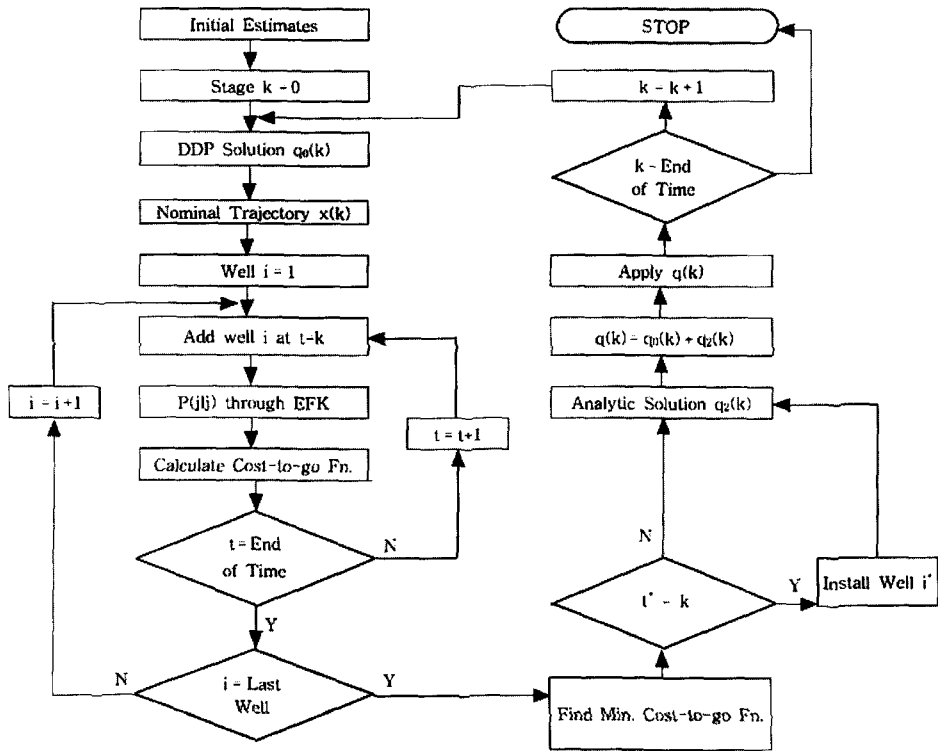 Initial Estimates
Stage k = 0
DDP Solution q₀(k)
Nominal Trajectory x(k)
Well i = 1
Add well i at t=k
P(j|j) through EFK
Calculate Cost-to-go Fn.
t = End
of Time
N
Y
t = t+1
i = i+1
i = Last
Well
N
Y
Find Min. Cost-to-go Fn.
t* = k
N
Y
Install Well i*
Analytic Solution q₂(k)
q(k) = q₀(k) + q₂(k)
Apply q(k)
k = End
of Time
k = k+1
STOP